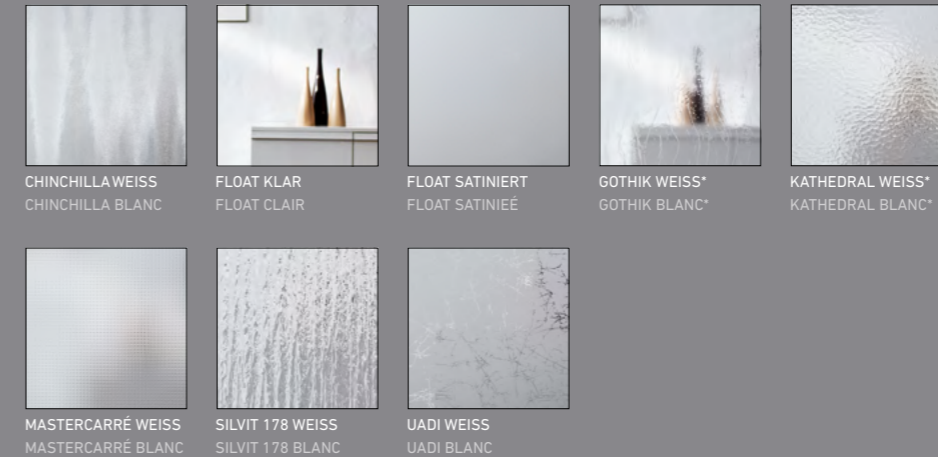 CHINCHILLA WEISS
CHINCHILLA BLANC
FLOAT KLAR
FLOAT CLAIR
FLOAT SATINIERT
FLOAT SATINIEÉ
GOTHIK WEISS*
GOTHIK BLANC*
KATHEDRAL WEISS*
KATHEDRAL BLANC*
MASTERCARRÉ WEISS
MASTERCARRÉ BLANC
SILVIT 178 WEISS
SILVIT 178 BLANC
UADI WEISS
UADI BLANC